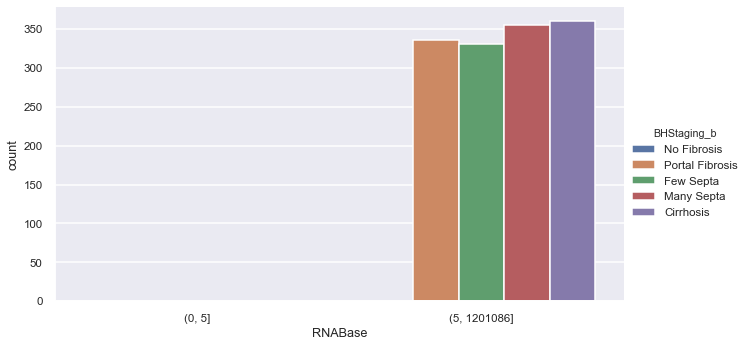 350
300
250
200
150
100
50
0
count
(0, 5]
(5, 1201086]
RNABase
BHStaging_b
No Fibrosis
Portal Fibrosis
Few Septa
Many Septa
Cirrhosis